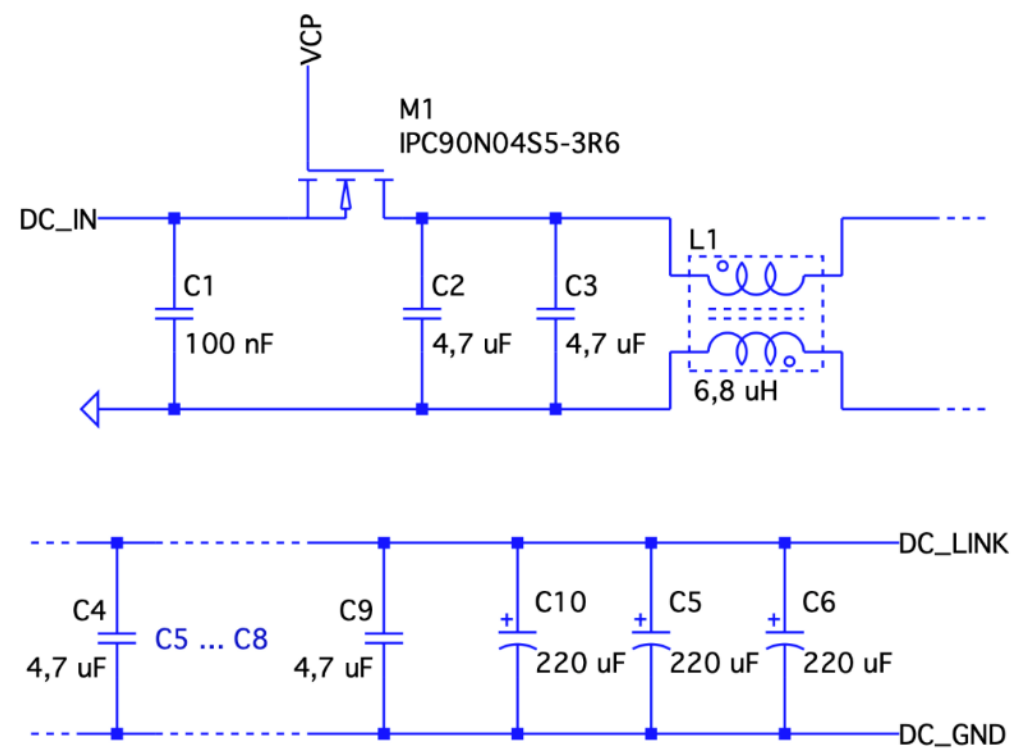 VCP
M1
IPC90N04S5-3R6
DC_IN
L1
C1
C2
C3
100 nF
4,7 uF
4,7 uF
6,8 uH
DC_LINK
C4
C5 ... C8
C9
C10
C5
C6
+
+
+
4,7 uF
4,7 uF
220 uF
220 uF
220 uF
DC_GND